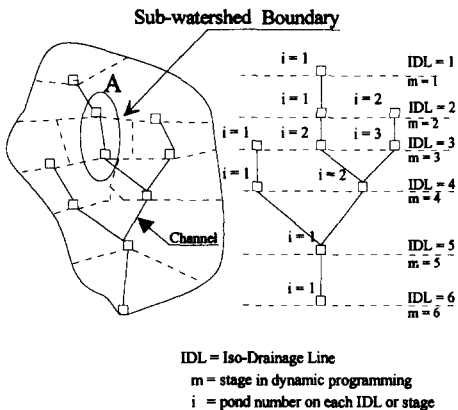 Sub-watershed Boundary
A
Channel
i = 1
IDL = 1
m = 1
i = 1
i = 2
IDL = 2
m = 2
i = 1
i = 2
i = 3
IDL = 3
m = 3
i = 1
i = 2
IDL = 4
m = 4
i = 1
IDL = 5
m = 5
i = 1
IDL = 6
m = 6
IDL = Iso-Drainage Line
m = stage in dynamic programming
i = pond number on each IDL or stage